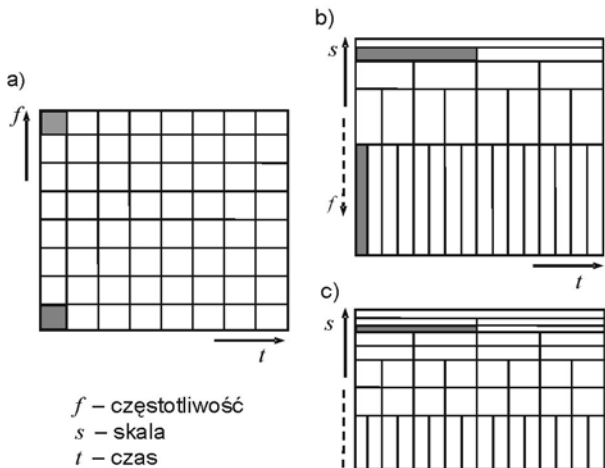 a)
f
t
b)
s
f
t
c)
s
f – częstotliwość
s – skala
t – czas